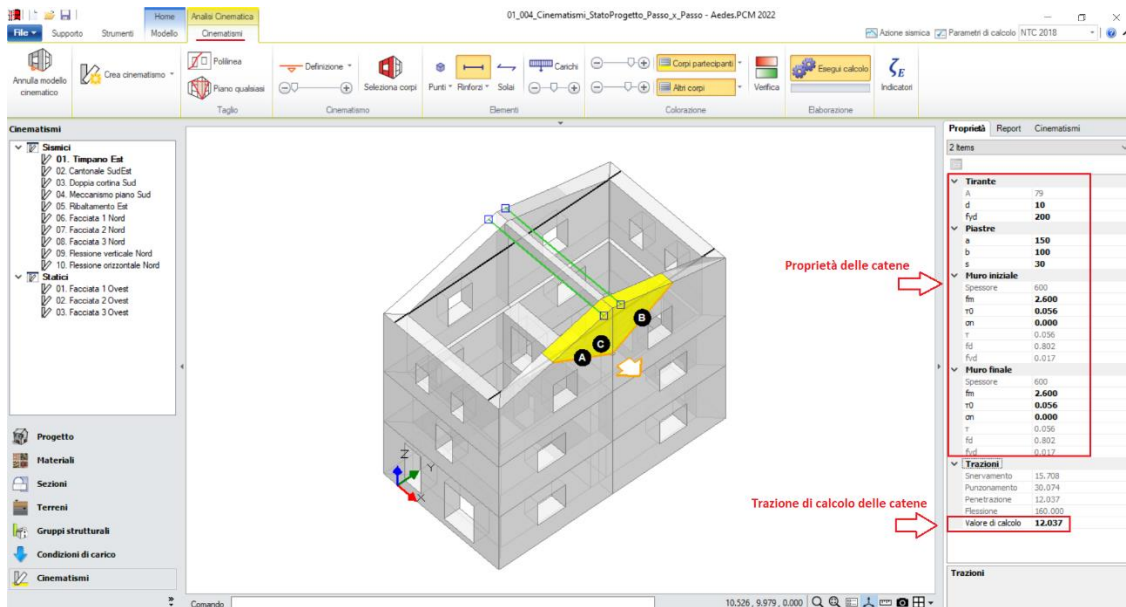 01_004_Cinematismi_StatoProgetto_Passo_x_Passo - Aedes.PCM 2022
Home
Analisi Cinematica
File
Supporto
Strumenti
Modello
Cinematismi
Azione sismica
Parametri di calcolo
NTC 2018
Annulla modello cinematico
Crea cinematismo
Polilinea
Piano qualsiasi
Taglio
Definizione
Seleziona corpi
Cinematismo
Punti
Rinforzi
Solai
Carichi
Elementi
Corpi partecipanti
Altri corpi
Colorazione
Verifica
Esegui calcolo
Elaborazione
ζE
Indicatori
Cinematismi
Sismici
01. Timpano Est
02. Cantonale SudEst
03. Doppia cortina Sud
04. Meccanismo piano Sud
05. Ribaltamento Est
06. Facciata 1 Nord
07. Facciata 2 Nord
08. Facciata 3 Nord
09. Flessione verticale Nord
10. Flessione orizzontale Nord
Statici
01. Facciata 1 Ovest
02. Facciata 2 Ovest
03. Facciata 3 Ovest
Progetto
Materiali
Sezioni
Terreni
Gruppi strutturali
Condizioni di carico
Cinematismi
A
C
B
Z
Y
X
Proprietà delle catene
Trazione di calcolo delle catene
Proprietà Report Cinematismi
2 Items
Tirante
A 79
d 10
fyd 200
Piastre
a 150
b 100
s 30
Muro iniziale
Spessore 600
fm 2.600
τ0 0.056
σn 0.000
τ 0.056
fd 0.802
fvd 0.017
Muro finale
Spessore 600
fm 2.600
τ0 0.056
σn 0.000
τ 0.056
fd 0.802
fvd 0.017
Trazioni
Snervamento 15.708
Punzonamento 30.074
Penetrazione 12.037
Flessione 160.000
Valore di calcolo 12.037
Trazioni
Comando
10.526 , 9.979 , 0.000